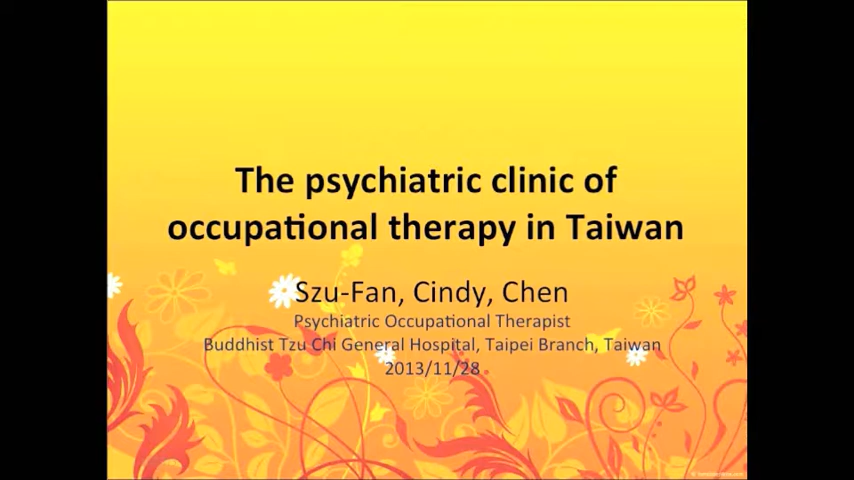 The psychiatric clinic of
occupational therapy in Taiwan
Szu-Fan, Cindy, Chen
Psychiatric Occupational Therapist
Buddhist Tzu Chi General Hospital, Taipei Branch, Taiwan
2013/11/28